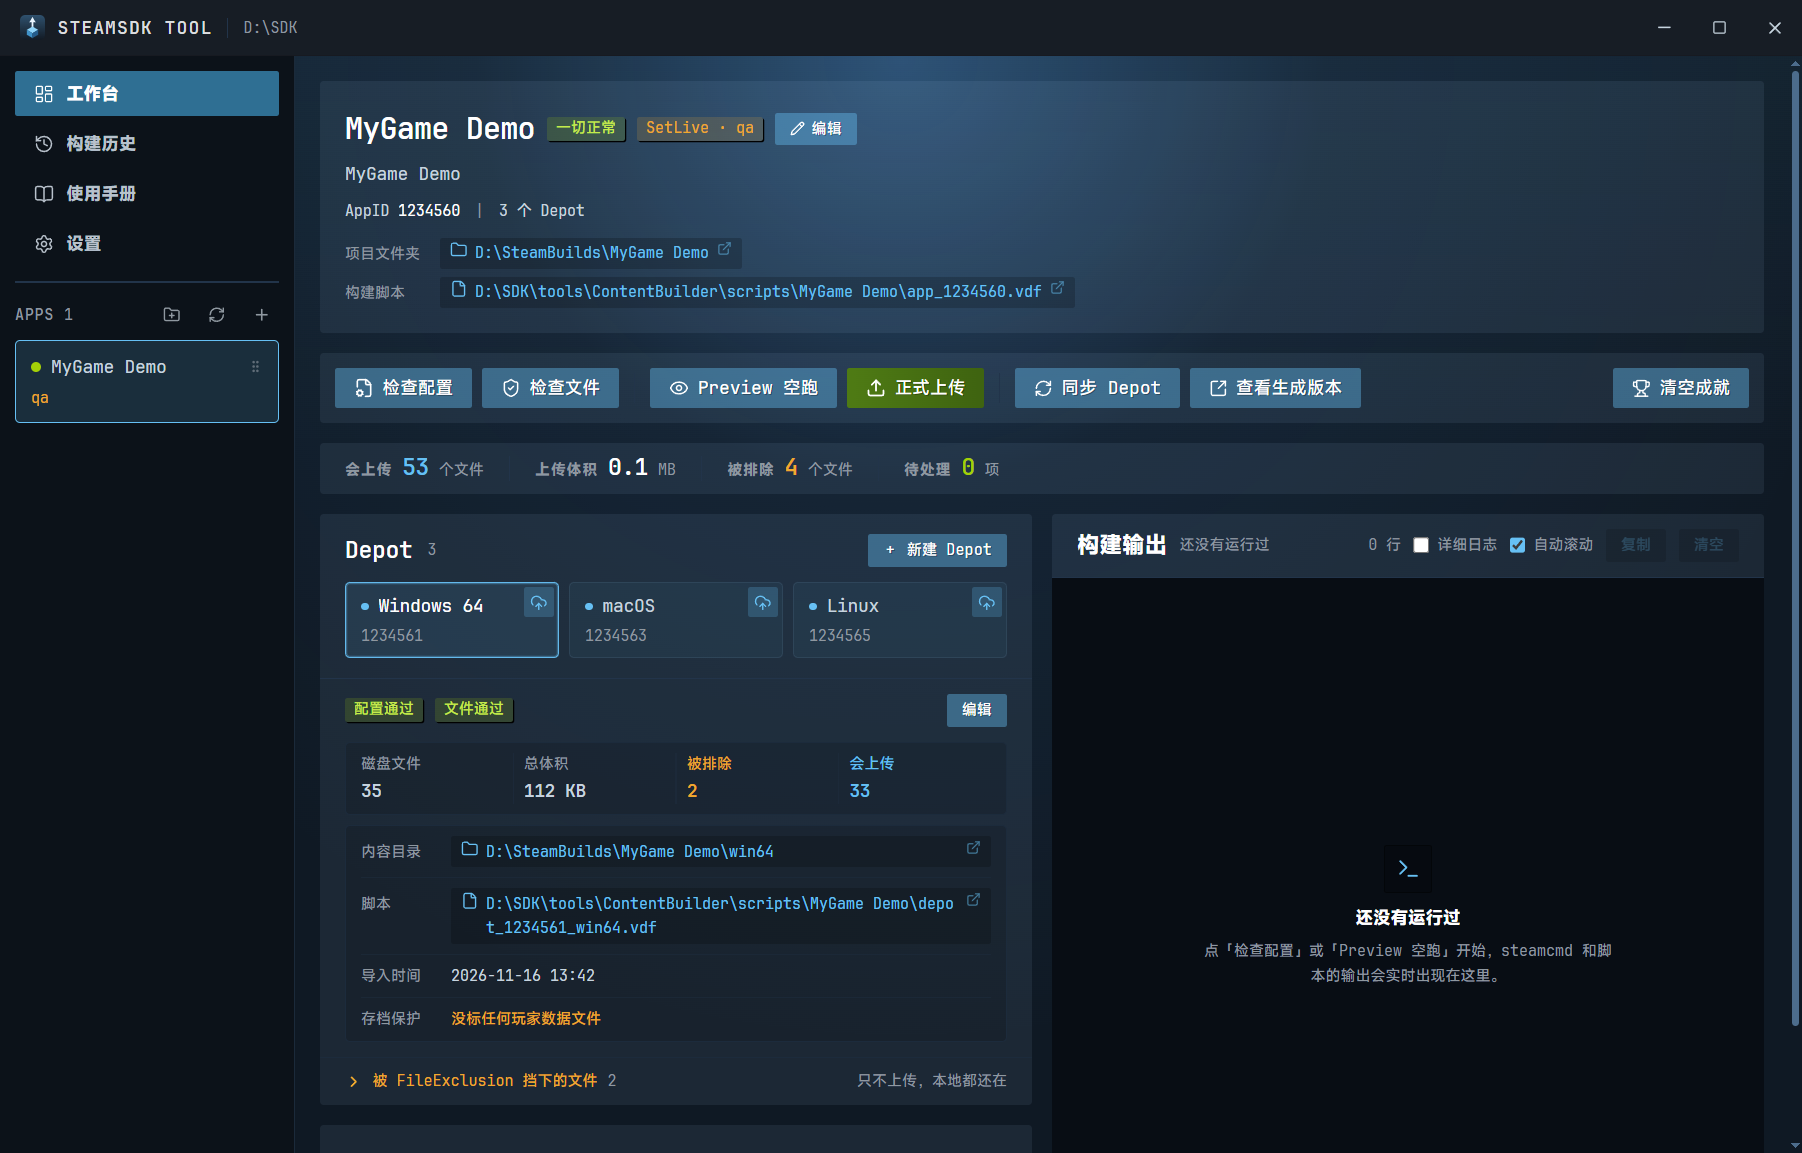 STEAMSDK TOOL D:\SDK
工作台
构建历史
使用手册
设置
APPS 1
MyGame Demo
qa
MyGame Demo 一切正常 SetLive · qa 编辑
MyGame Demo
AppID 1234560 | 3 个 Depot
项目文件夹 D:\SteamBuilds\MyGame Demo
构建脚本 D:\SDK\tools\ContentBuilder\scripts\MyGame Demo\app_1234560.vdf
检查配置 检查文件 Preview 空跑 正式上传 同步 Depot 查看生成版本 清空成就
会上传 53 个文件 上传体积 0.1 MB 被排除 4 个文件 待处理 0 项
Depot 3 + 新建 Depot
Windows 64 macOS Linux
1234561 1234563 1234565
配置通过 文件通过 编辑
磁盘文件 总体积 被排除 会上传
35 112 KB 2 33
内容目录 D:\SteamBuilds\MyGame Demo\win64
脚本 D:\SDK\tools\ContentBuilder\scripts\MyGame Demo\depo
t_1234561_win64.vdf
导入时间 2026-11-16 13:42
存档保护 没标任何玩家数据文件
被 FileExclusion 挡下的文件 2 只不上传，本地都还在
构建输出 还没有运行过 0 行 详细日志 自动滚动 复制 清空
还没有运行过
点「检查配置」或「Preview 空跑」开始，steamcmd 和脚
本的输出会实时出现在这里。